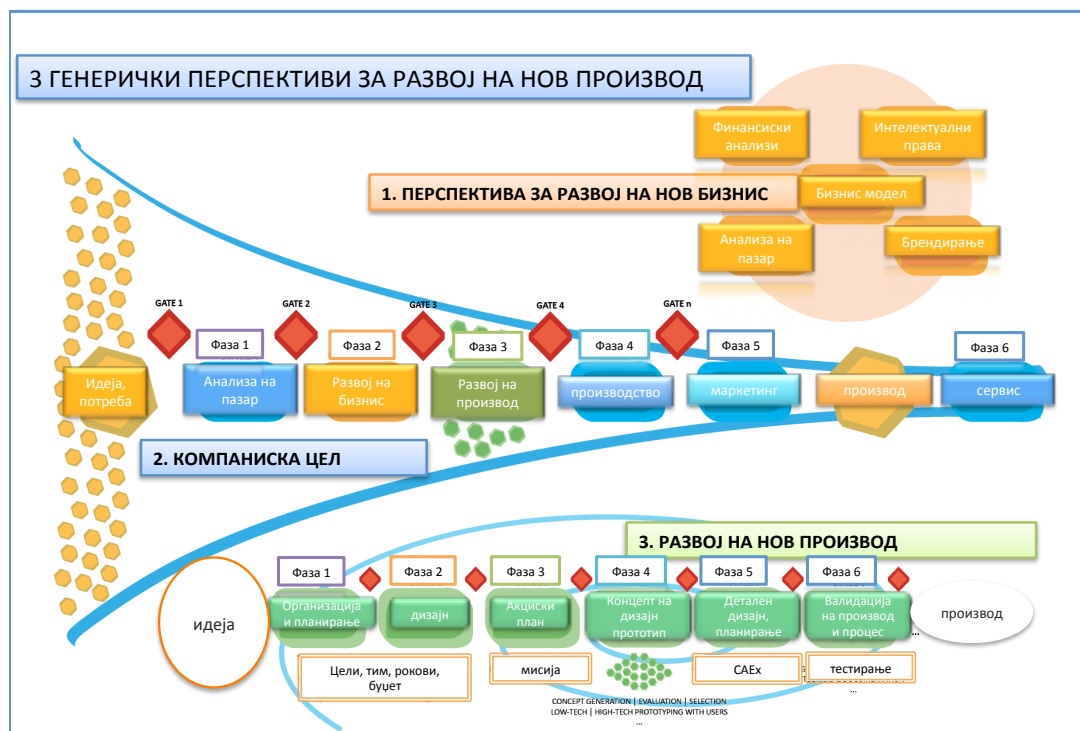 3 ГЕНЕРИЧКИ ПЕРСПЕКТИВИ ЗА РАЗВОЈ НА НОВ ПРОИЗВОД
Финансиски
анализи
Интелектуални
права
1. ПЕРСПЕКТИВА ЗА РАЗВОЈ НА НОВ БИЗНИС
Бизнис модел
Анализа на
пазар
Брендирање
GATE 1
GATE 2
GATE 3
GATE 4
GATE n
Фаза 1
Фаза 2
Фаза 3
Фаза 4
Фаза 5
Фаза 6
Идеја,
потреба
Анализа на
пазар
Развој на
бизнис
Развој на
производ
производство
маркетинг
производ
сервис
2. КОМПАНИСКА ЦЕЛ
3. РАЗВОЈ НА НОВ ПРОИЗВОД
Фаза 1
Фаза 2
Фаза 3
Фаза 4
Фаза 5
Фаза 6
идеја
Организација
и планирање
дизајн
Акциски
план
Концепт на
дизајн
прототип
Детален
дизајн,
планирање
Валидација
на производ
и процес
...
производ
Цели, тим, рокови,
буџет
мисија
CAEx
тестирање
...
CONCEPT GENERATION | EVALUATION | SELECTION
LOW-TECH | HIGH-TECH PROTOTYPING WITH USERS
...